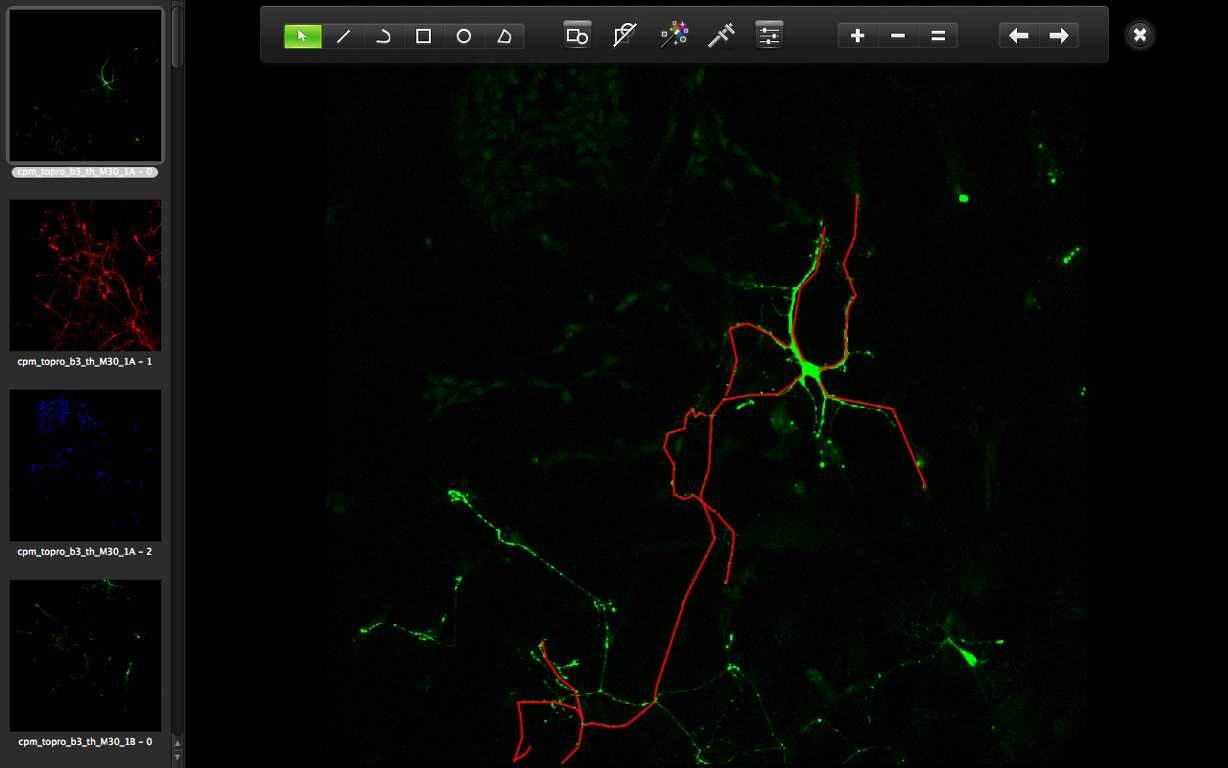 cpm_topro_b3_th_M30_1A – 0
cpm_topro_b3_th_M30_1A – 1
cpm_topro_b3_th_M30_1A – 2
cpm_topro_b3_th_M30_1B – 0